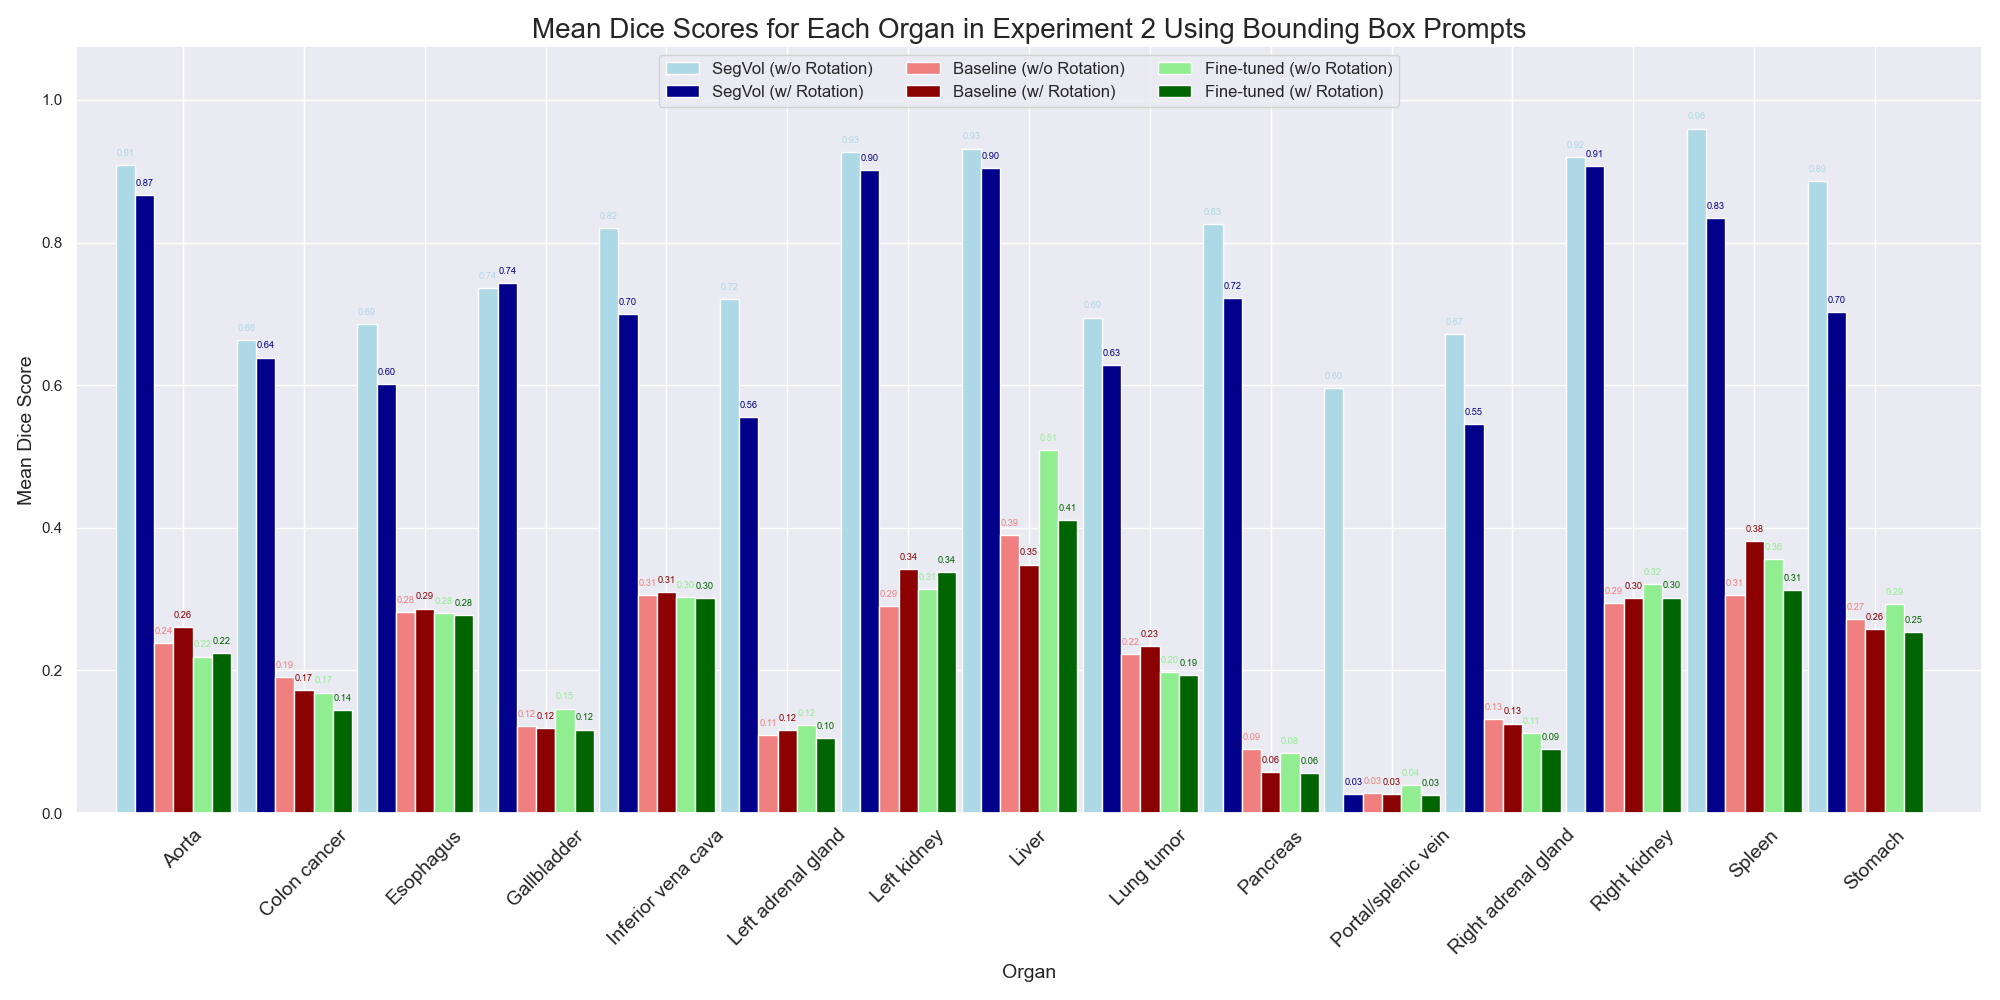 Mean Dice Scores for Each Organ in Experiment 2 Using Bounding Box Prompts
SegVol (w/o Rotation) Baseline (w/o Rotation) Fine-tuned (w/o Rotation)
SegVol (w/ Rotation) Baseline (w/ Rotation) Fine-tuned (w/ Rotation)
Mean Dice Score
1.0
0.8
0.6
0.4
0.2
0.0
0.91 0.87 0.24 0.26 0.22 0.22
0.66 0.64 0.19 0.17 0.17 0.14
0.69 0.60 0.28 0.29 0.28 0.28
0.74 0.74 0.12 0.12 0.15 0.12
0.82 0.70 0.31 0.31 0.30 0.30
0.72 0.56 0.11 0.12 0.12 0.10
0.93 0.90 0.29 0.34 0.31 0.34
0.93 0.90 0.39 0.35 0.51 0.41
0.69 0.63 0.22 0.23 0.20 0.19
0.83 0.72 0.09 0.06 0.08 0.06
0.60 0.03 0.03 0.03 0.04 0.03
0.67 0.55 0.13 0.13 0.11 0.09
0.92 0.91 0.29 0.30 0.32 0.30
0.96 0.83 0.31 0.38 0.36 0.31
0.89 0.70 0.27 0.26 0.29 0.25
Aorta
Colon cancer
Esophagus
Gallbladder
Inferior vena cava
Left adrenal gland
Left kidney
Liver
Lung tumor
Pancreas
Portal/splenic vein
Right adrenal gland
Right kidney
Spleen
Stomach
Organ